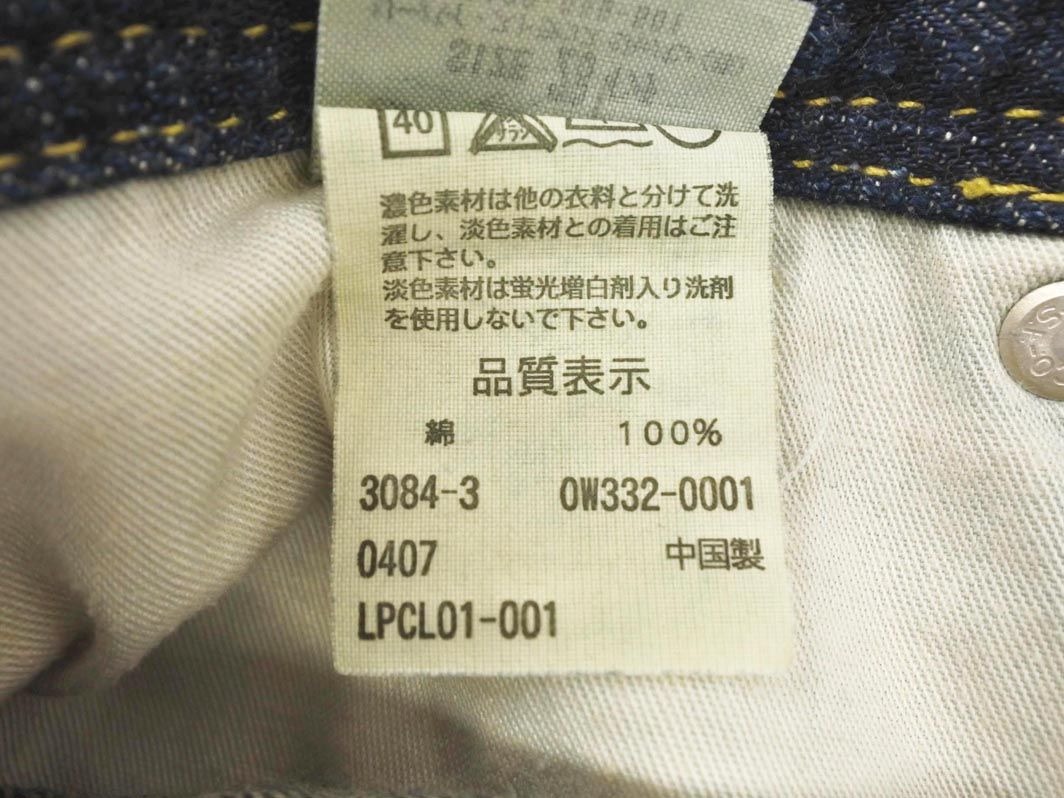 40
濃色素材は他の衣料と分けて洗
濯し、淡色素材との着用はご注
意下さい。
淡色素材は蛍光増白剤入り洗剤
を使用しないで下さい。
品質表示
綿 100%
3084-3 0W332-0001
0407 中国製
LPCL01-001